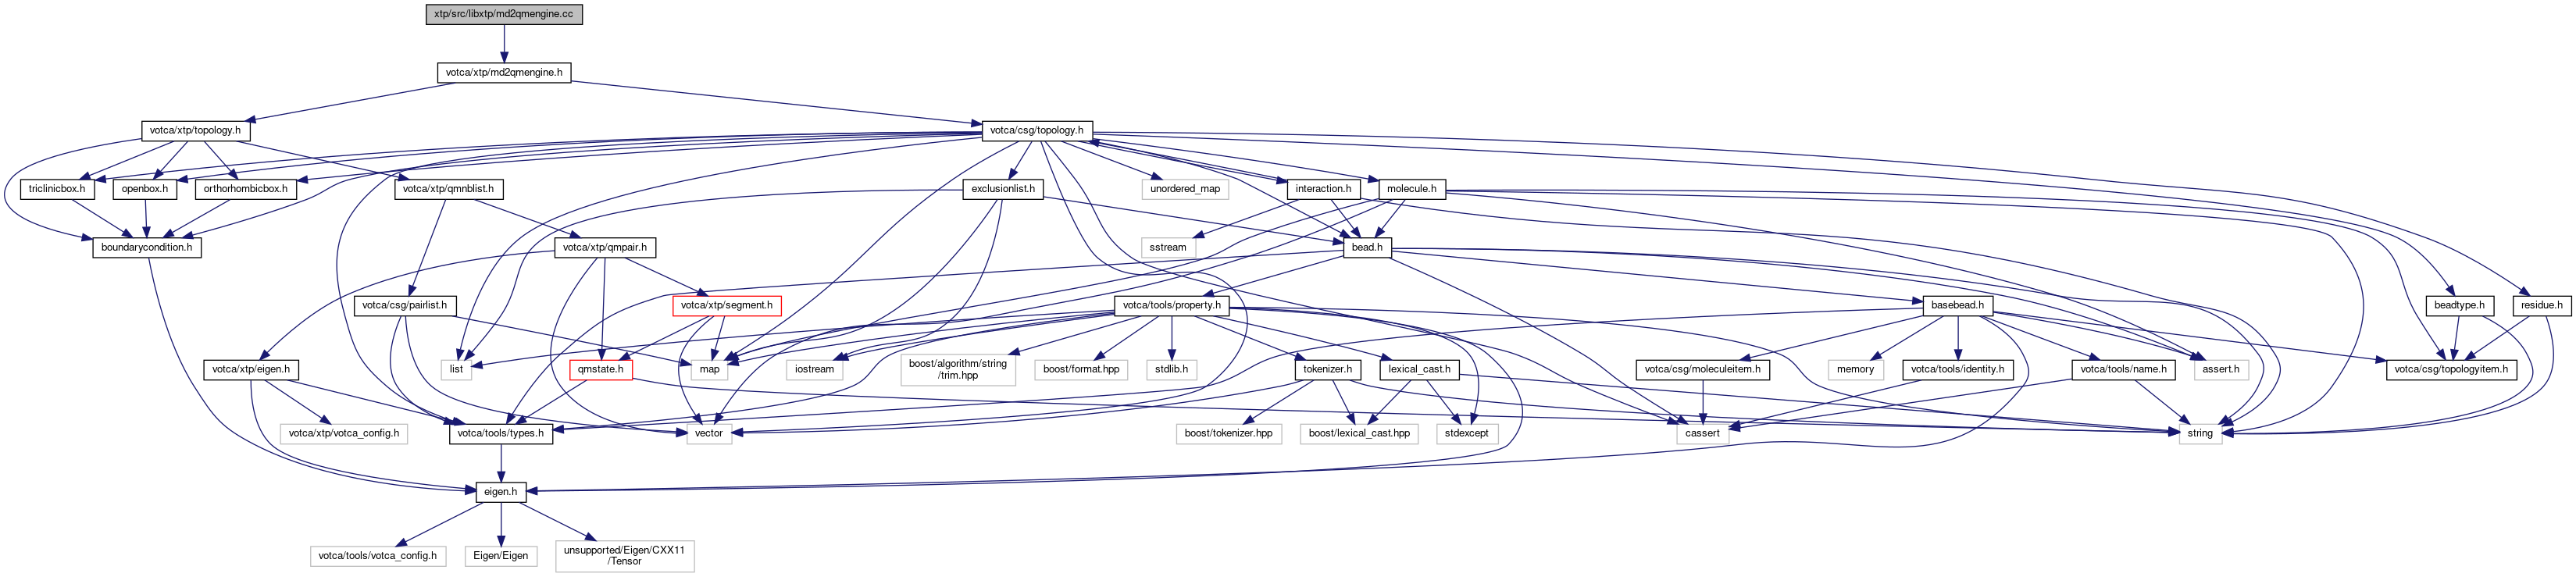 xtp/src/libxtp/md2qmengine.cc
votca/xtp/md2qmengine.h
votca/xtp/topology.h
votca/csg/topology.h
triclinicbox.h
openbox.h
orthorhombicbox.h
votca/xtp/qmnblist.h
exclusionlist.h
unordered_map
interaction.h
molecule.h
boundarycondition.h
votca/xtp/qmpair.h
sstream
bead.h
votca/csg/pairlist.h
votca/xtp/segment.h
votca/tools/property.h
basebead.h
beadtype.h
residue.h
votca/xtp/eigen.h
list
qmstate.h
map
iostream
boost/algorithm/string
/trim.hpp
boost/format.hpp
stdlib.h
tokenizer.h
lexical_cast.h
votca/csg/moleculeitem.h
memory
votca/tools/identity.h
votca/tools/name.h
assert.h
votca/csg/topologyitem.h
votca/xtp/votca_config.h
votca/tools/types.h
vector
boost/tokenizer.hpp
boost/lexical_cast.hpp
stdexcept
cassert
string
eigen.h
votca/tools/votca_config.h
Eigen/Eigen
unsupported/Eigen/CXX11
/Tensor